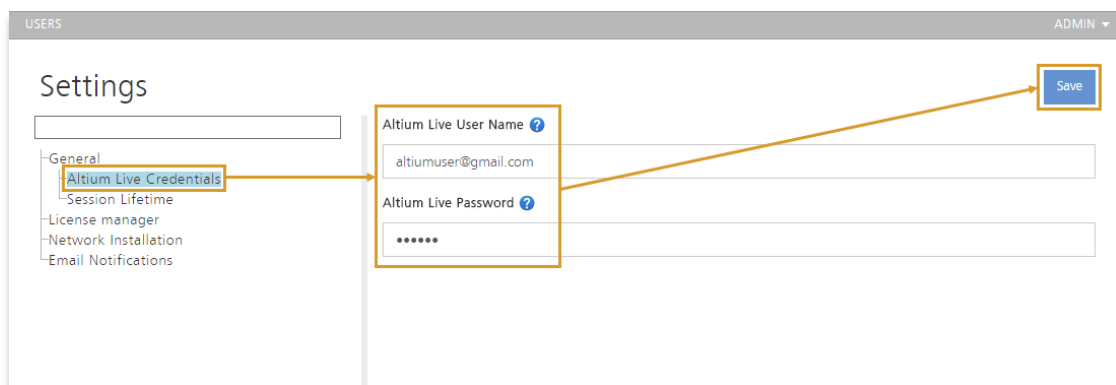 USERS
ADMIN
Settings
Save
General
Altium Live Credentials
Session Lifetime
License manager
Network Installation
Email Notifications
Altium Live User Name ?
altiumuser@gmail.com
Altium Live Password ?
••••••